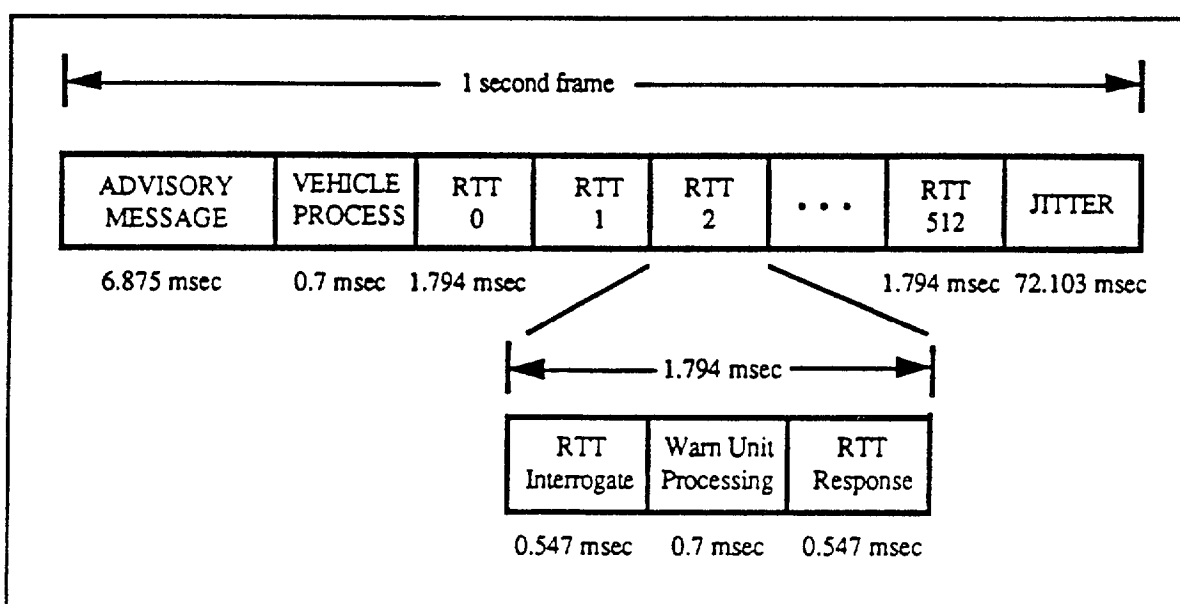 1 second frame
ADVISORY MESSAGE
VEHICLE PROCESS
RTT 0
RTT 1
RTT 2
• • •
RTT 512
JITTER
6.875 msec
0.7 msec
1.794 msec
1.794 msec
72.103 msec
1.794 msec
RTT Interrogate
Warn Unit Processing
RTT Response
0.547 msec
0.7 msec
0.547 msec